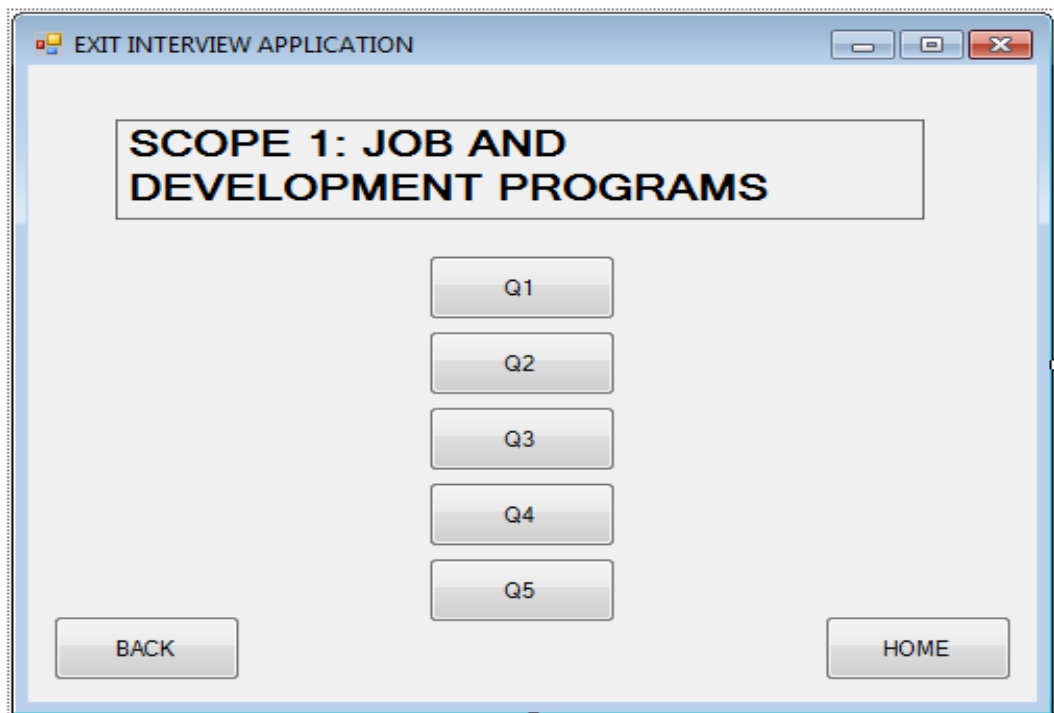 EXIT INTERVIEW APPLICATION
SCOPE 1: JOB AND
DEVELOPMENT PROGRAMS
Q1
Q2
Q3
Q4
Q5
BACK
HOME